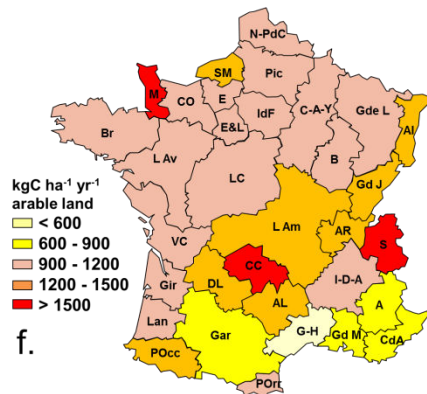 N-PdC
SM
Pic
M
CO
E
IdF
C-A-Y
Gde L
Al
E&L
Br
L Av
B
LC
Gd J
kgC ha⁻¹ yr⁻¹
arable land
< 600
600 - 900
900 - 1200
1200 - 1500
> 1500
L Am
AR
S
VC
CC
I-D-A
Gir
DL
AL
A
Lan
Gar
G-H
Gd M
CdA
POcc
POrr
f.